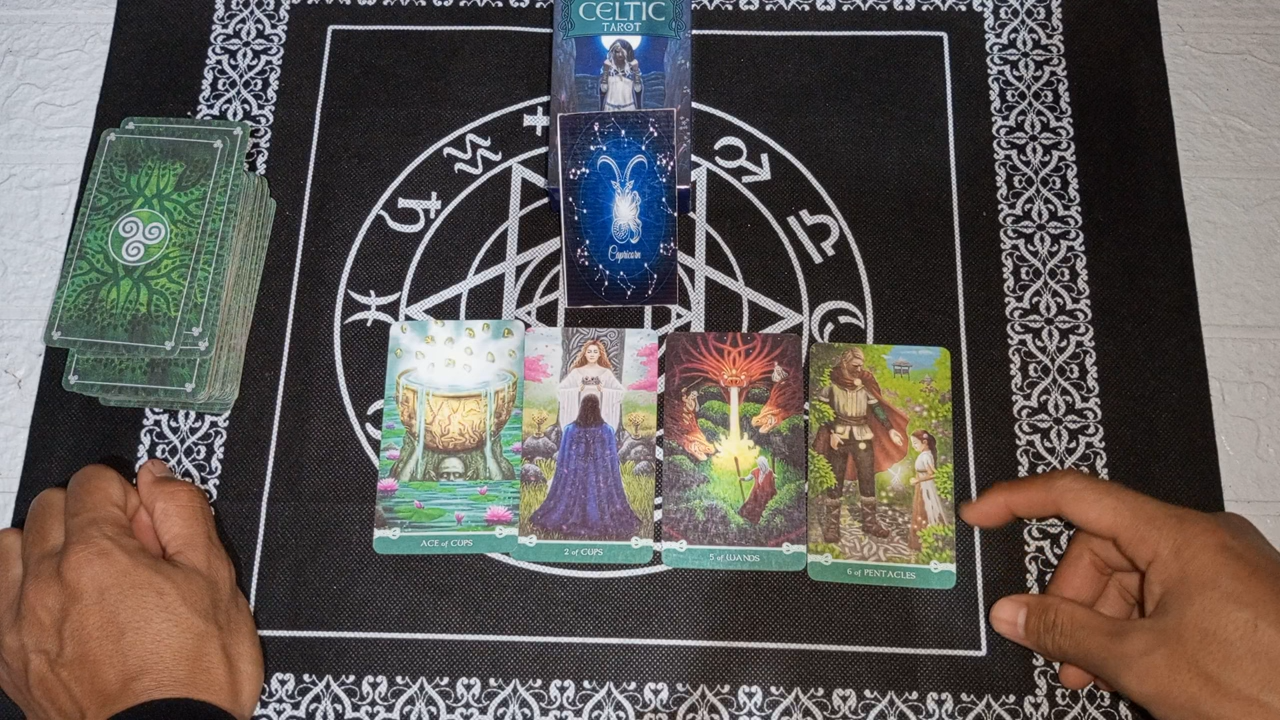 CELTIC
TAROT
Capricorn
ACE of CUPS
2 of CUPS
5 of WANDS
6 of PENTACLES